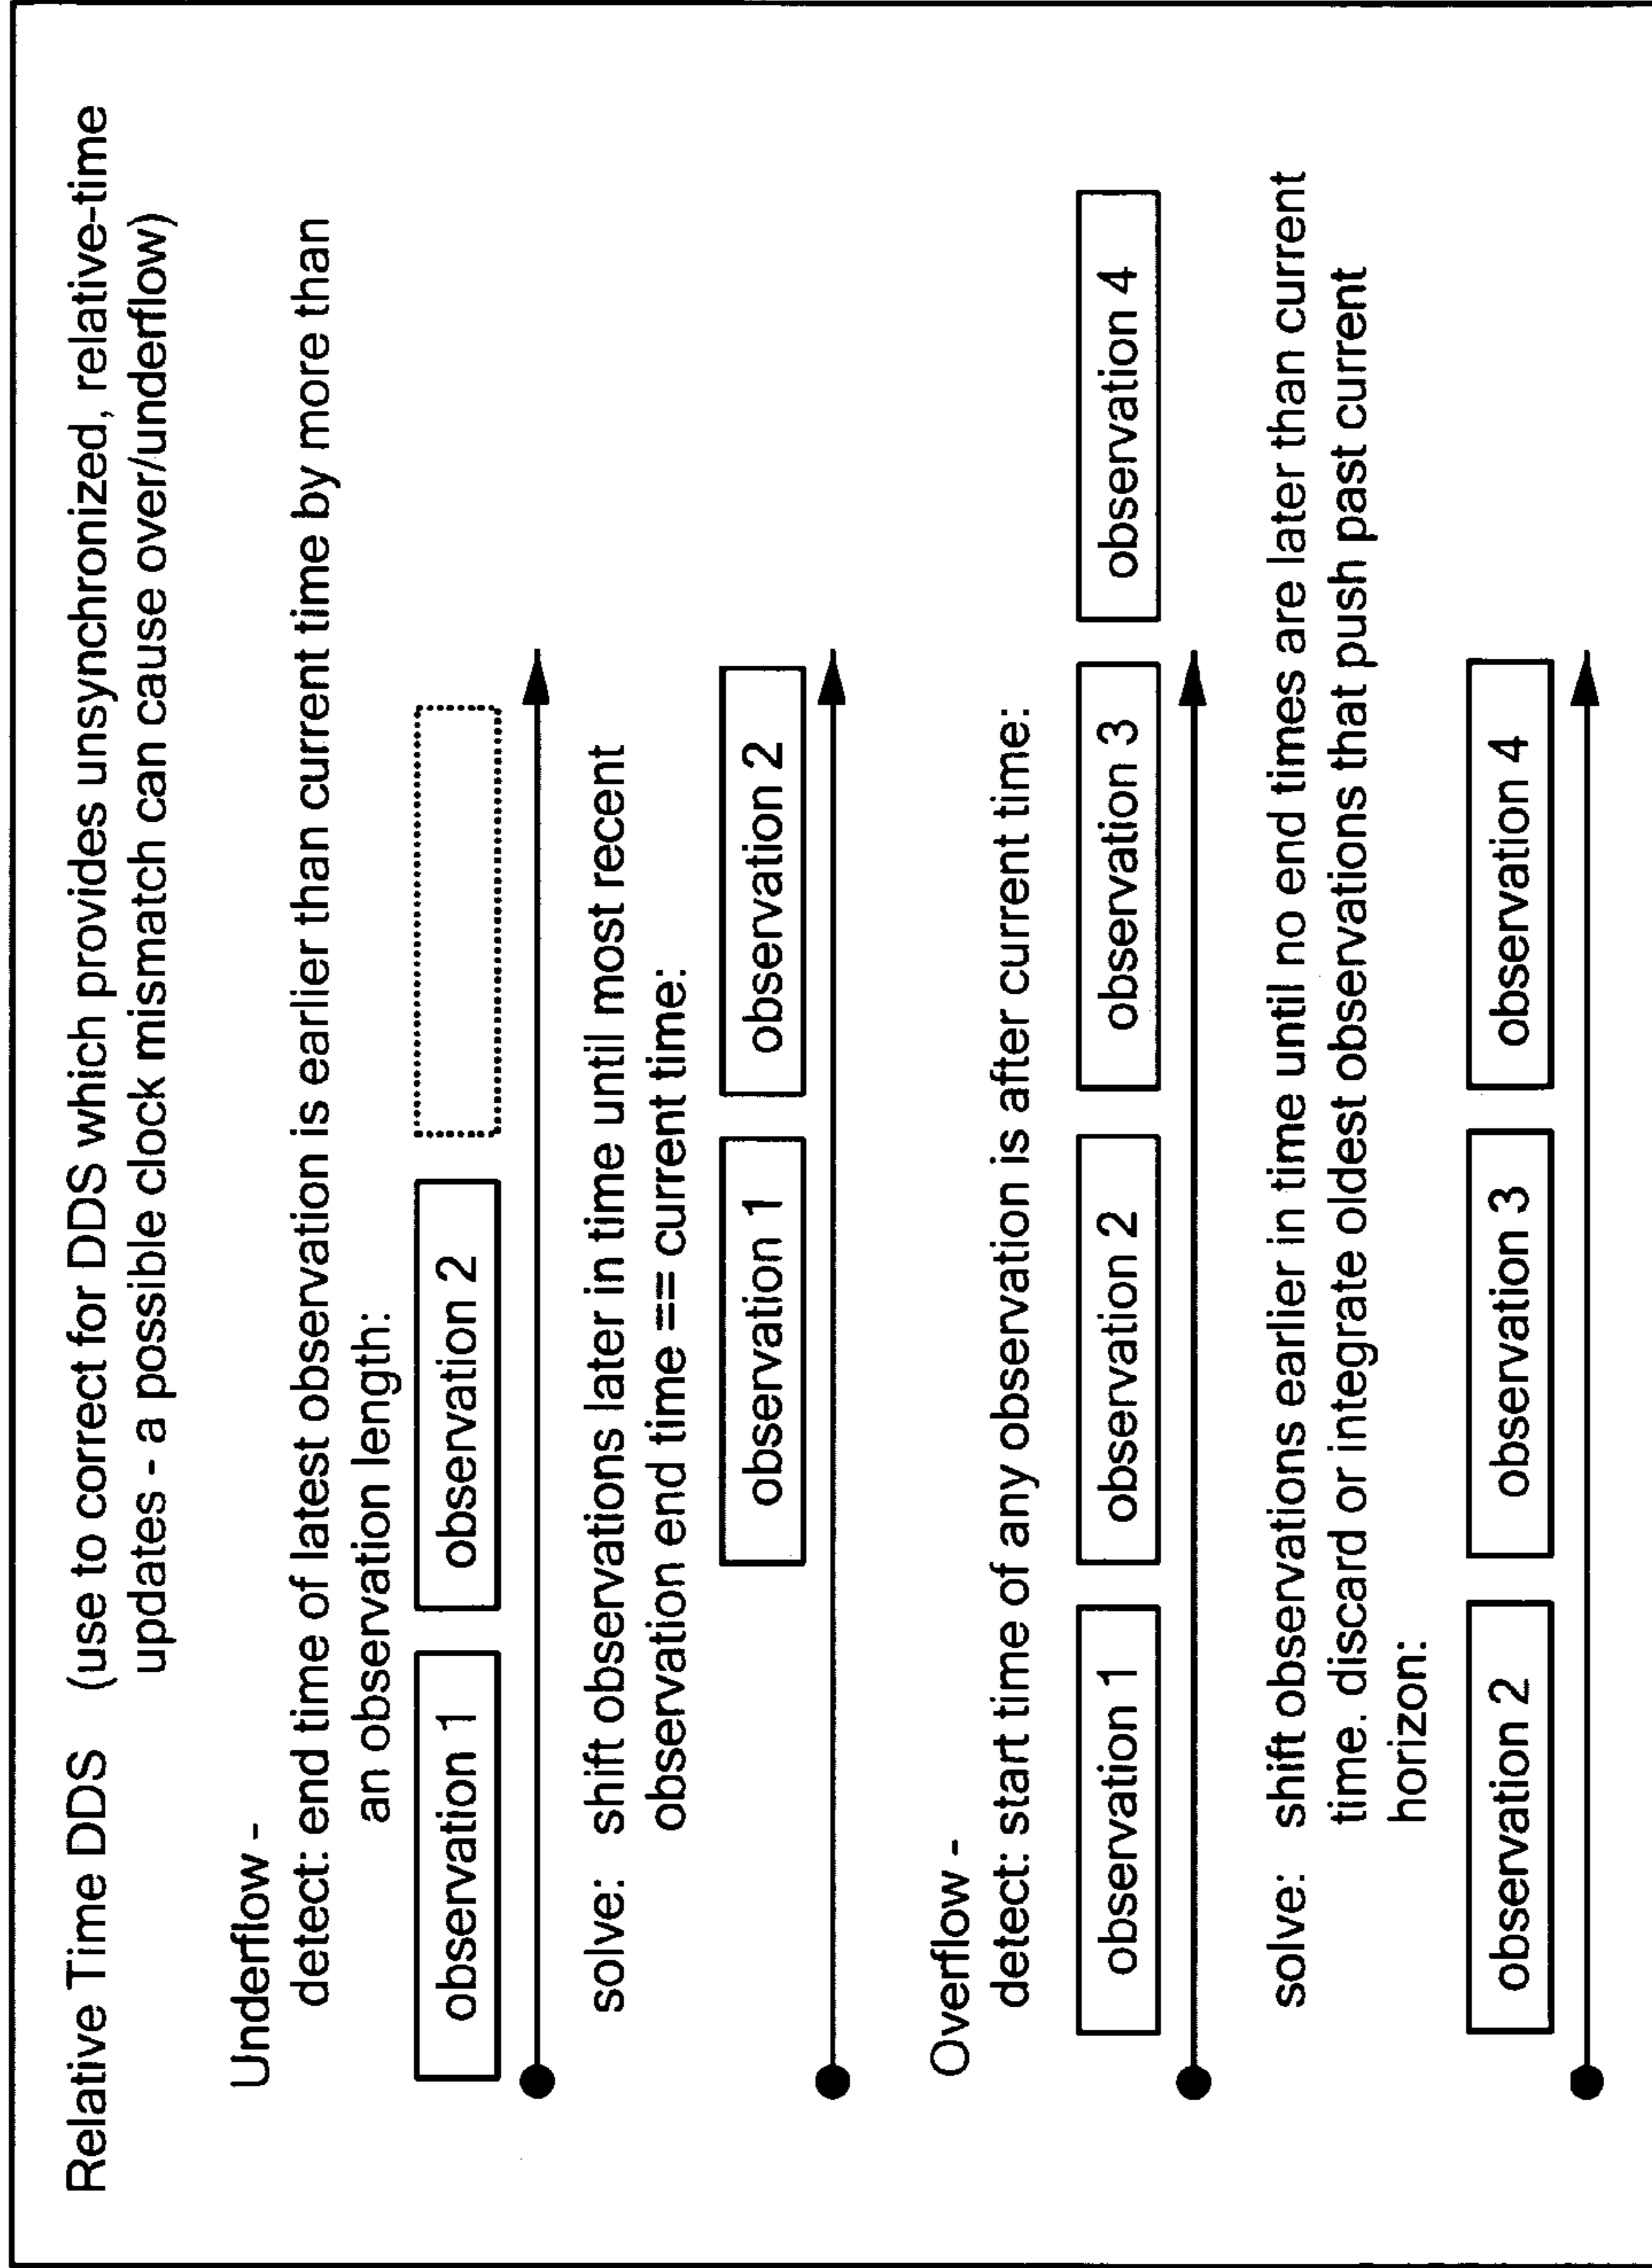 Relative Time DDS (use to correct for DDS which provides unsynchronized, relative-time
updates - a possible clock mismatch can cause over/underflow)
Underflow -
detect: end time of latest observation is earlier than current time by more than
an observation length:
observation 1 observation 2
solve: shift observations later in time until most recent
observation end time == current time:
observation 1 observation 2
Overflow -
detect: start time of any observation is after current time:
observation 1 observation 2 observation 3 observation 4
solve: shift observations earlier in time until no end times are later than current
time. discard or integrate oldest observations that push past current
horizon:
observation 2 observation 3 observation 4